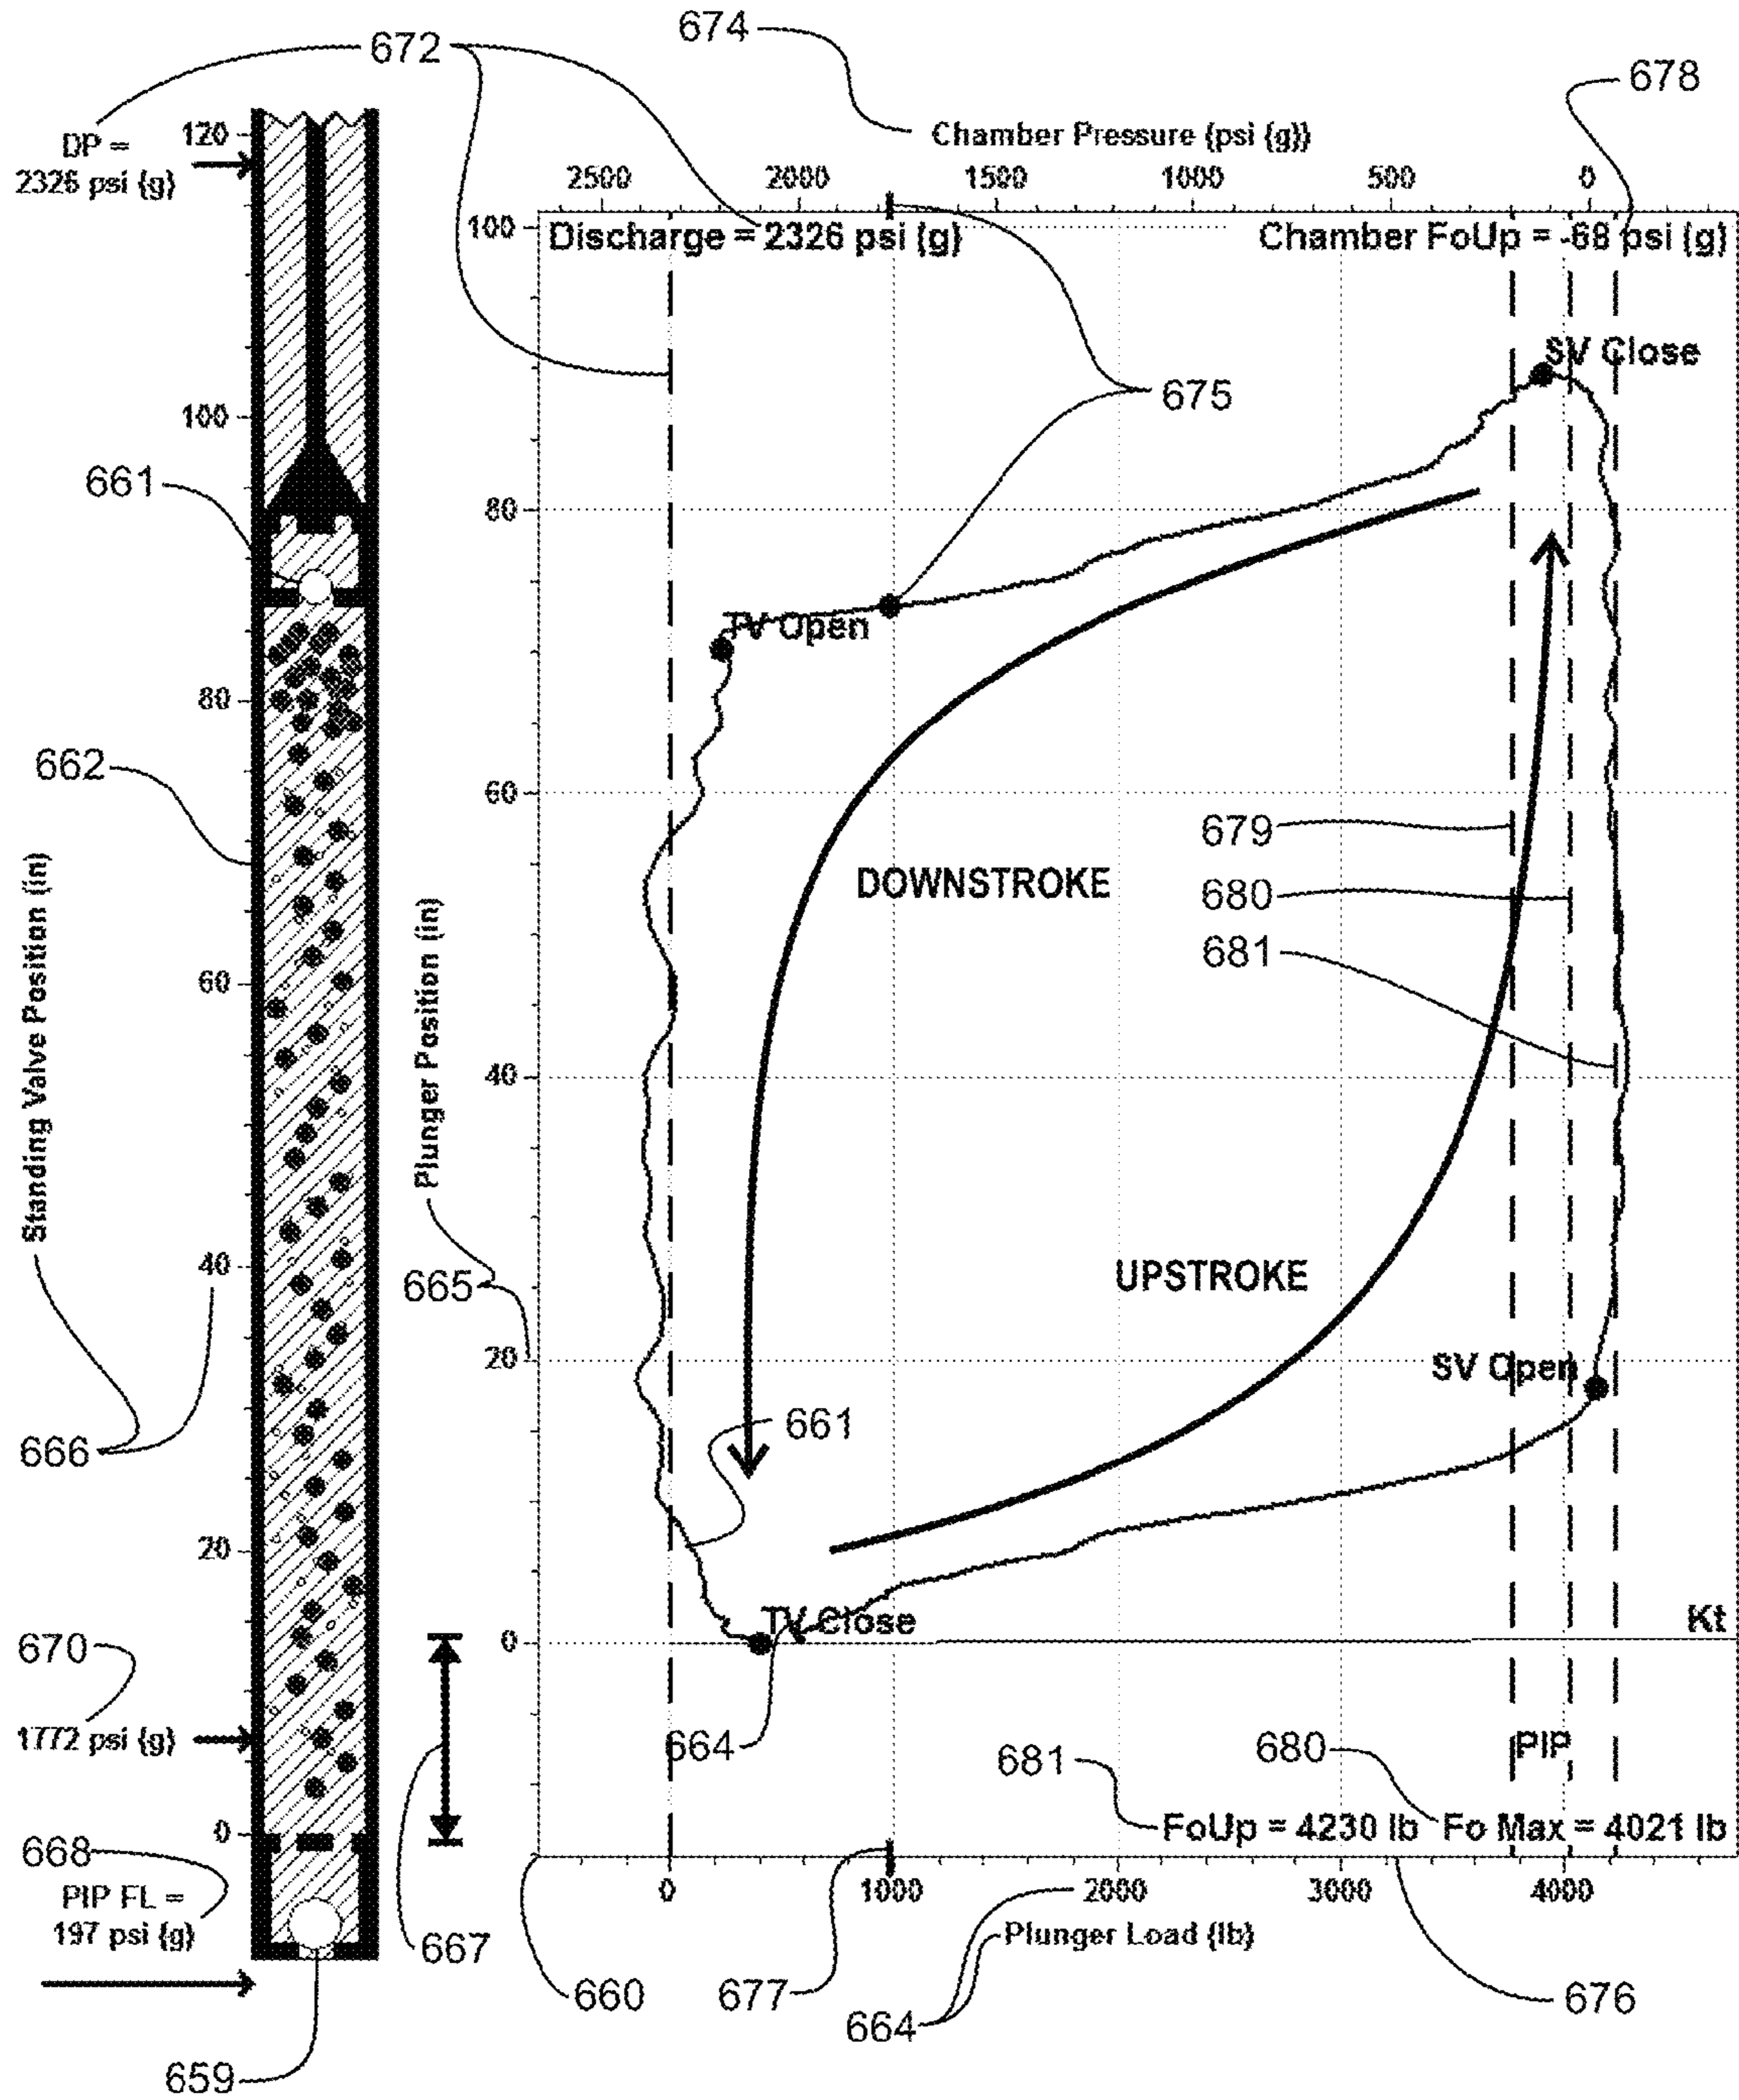 672
674
678
DP =
2326 psi (g)
Chamber Pressure (psi (g))
2500 2000 1500 1000 500 0
Discharge = 2326 psi (g)
Chamber FoUp = -68 psi (g)
120
100
80
60
40
20
0
100
80
60
40
20
0
SV Close
675
661
TV Open
662
679
680
681
DOWNSTROKE
Standing Valve Position (in)
Plunger Position (in)
665
UPSTROKE
SV Open
666
661
TV Close
Kt
670
1772 psi (g)
664
681
680
PIP
FoUp = 4230 lb
Fo Max = 4021 lb
668
PIP FL =
197 psi (g)
0 1000 2000 3000 4000
Plunger Load (lb)
667
660
677
664
676
659